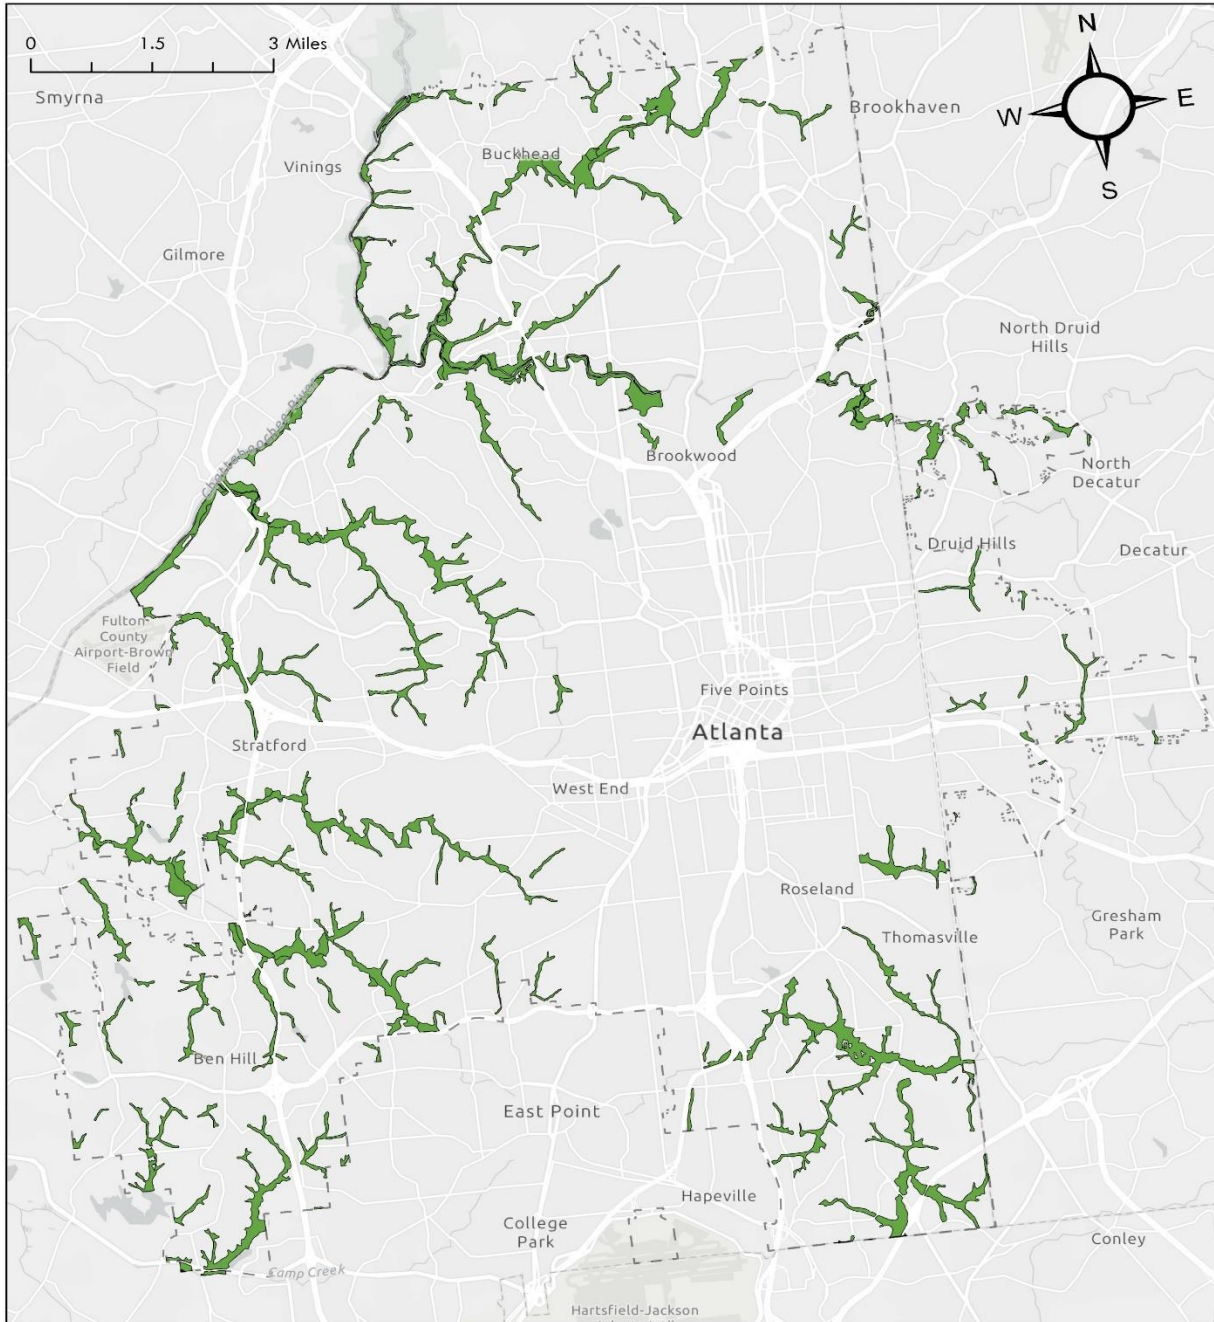 0 1.5 3 Miles
N
W E
S
Smyrna
Brookhaven
Vinings
Buckhead
Gilmore
North Druid
Hills
Chattahoochee River
Brookwood
North
Decatur
Druid Hills
Decatur
Fulton
County
Airport-Brown
Field
Five Points
Atlanta
Stratford
West End
Roseland
Gresham
Park
Thomasville
Ben Hill
East Point
Hapeville
College
Park
Conley
Camp Creek
Hartsfield-Jackson